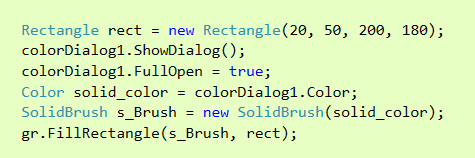 Rectangle rect = new Rectangle(20, 50, 200, 180);
colorDialog1.ShowDialog();
colorDialog1.FullOpen = true;
Color solid_color = colorDialog1.Color;
SolidBrush s_Brush = new SolidBrush(solid_color);
gr.FillRectangle(s_Brush, rect);